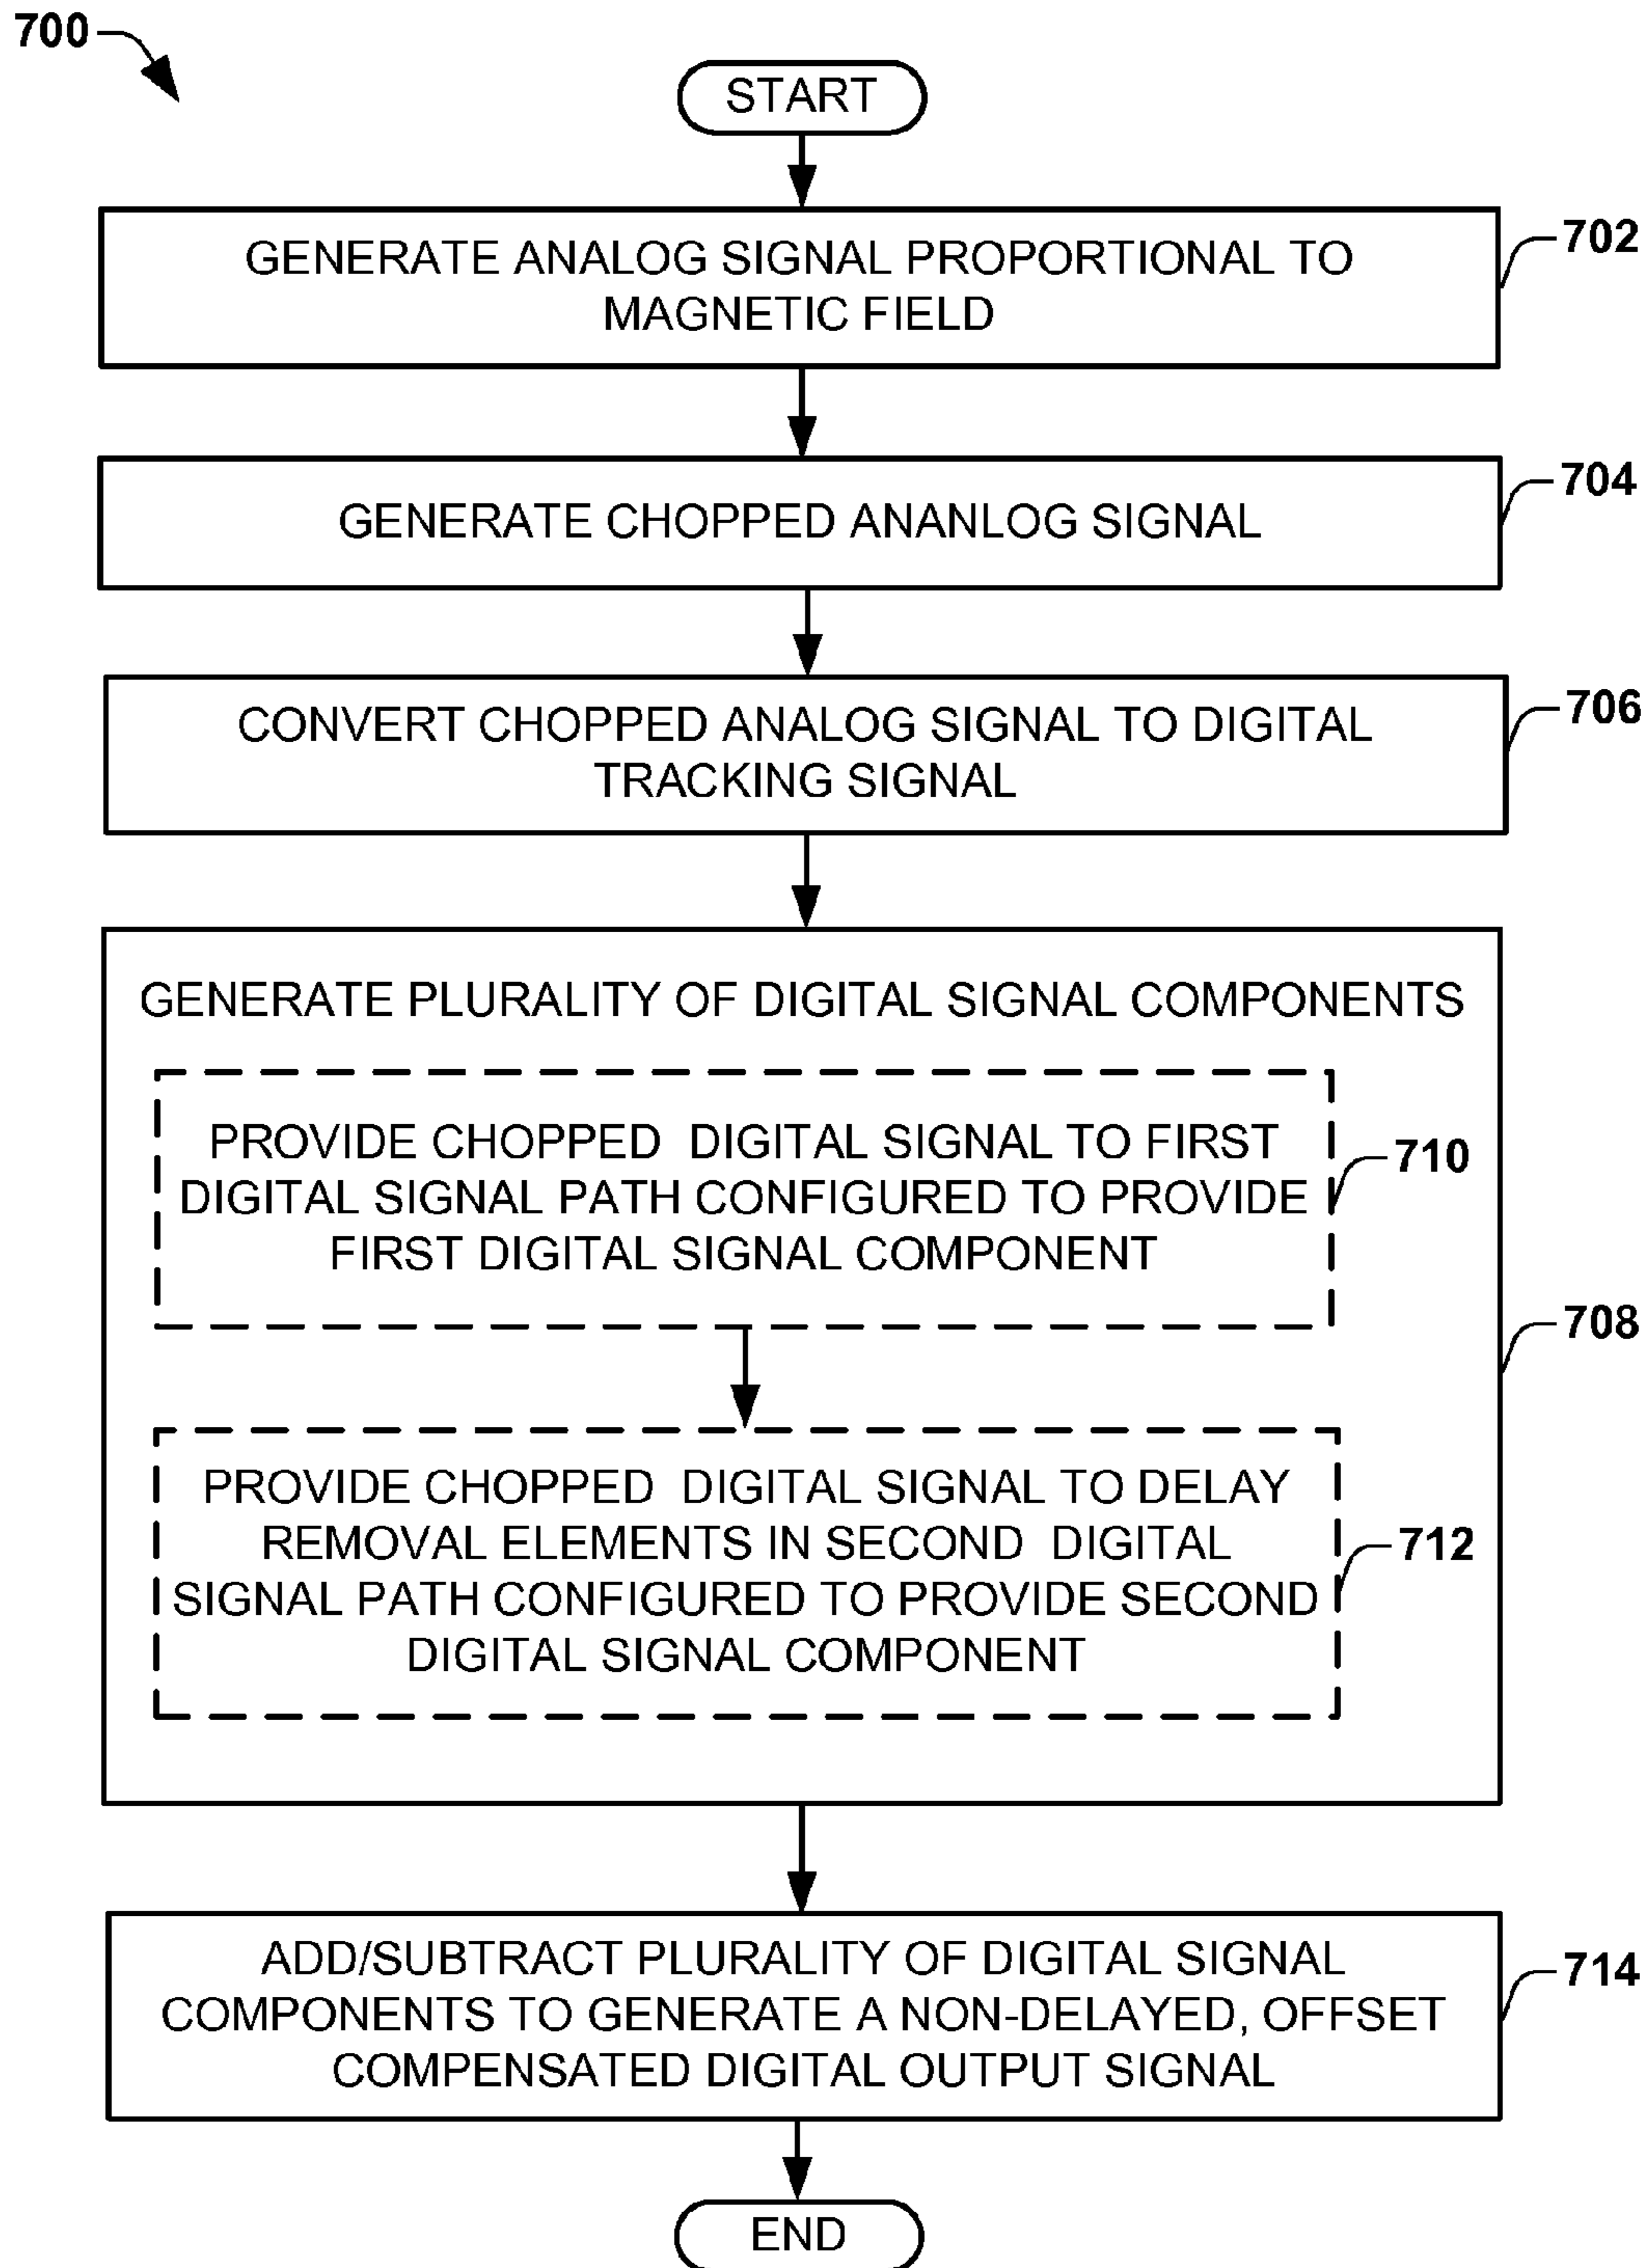 700
START
GENERATE ANALOG SIGNAL PROPORTIONAL TO
MAGNETIC FIELD
702
GENERATE CHOPPED ANANLOG SIGNAL
704
CONVERT CHOPPED ANALOG SIGNAL TO DIGITAL
TRACKING SIGNAL
706
GENERATE PLURALITY OF DIGITAL SIGNAL COMPONENTS
PROVIDE CHOPPED DIGITAL SIGNAL TO FIRST
DIGITAL SIGNAL PATH CONFIGURED TO PROVIDE
FIRST DIGITAL SIGNAL COMPONENT
710
708
PROVIDE CHOPPED DIGITAL SIGNAL TO DELAY
REMOVAL ELEMENTS IN SECOND DIGITAL
SIGNAL PATH CONFIGURED TO PROVIDE SECOND
DIGITAL SIGNAL COMPONENT
712
ADD/SUBTRACT PLURALITY OF DIGITAL SIGNAL
COMPONENTS TO GENERATE A NON-DELAYED, OFFSET
COMPENSATED DIGITAL OUTPUT SIGNAL
714
END